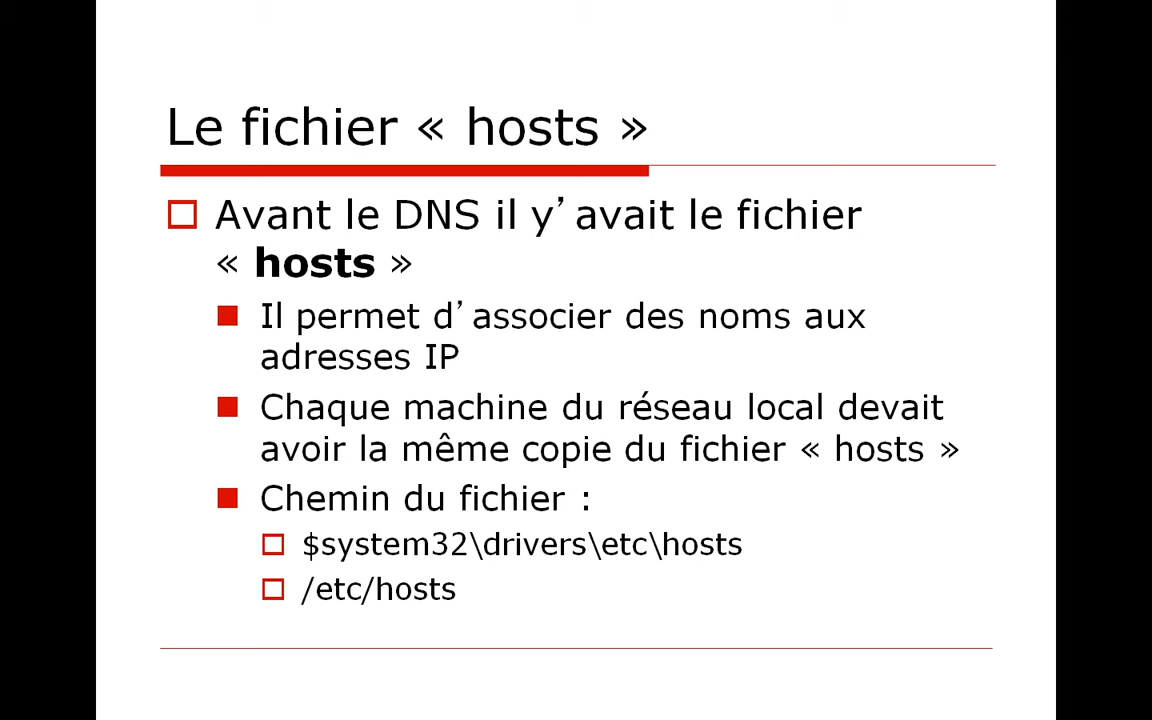 Le fichier « hosts »
Avant le DNS il y’avait le fichier
« hosts »
Il permet d’associer des noms aux
adresses IP
Chaque machine du réseau local devait
avoir la même copie du fichier « hosts »
Chemin du fichier :
$system32\drivers\etc\hosts
/etc/hosts